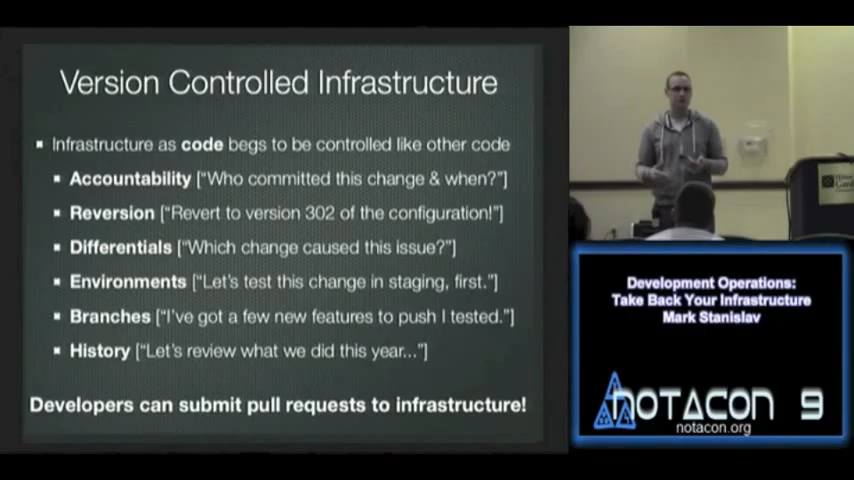 Version Controlled Infrastructure
Infrastructure as code begs to be controlled like other code
Accountability ["Who committed this change & when?"]
Reversion ["Revert to version 302 of the configuration!"]
Differentials ["Which change caused this issue?"]
Environments ["Let's test this change in staging, first."]
Branches ["I've got a few new features to push I tested."]
History ["Let's review what we did this year..."]
Developers can submit pull requests to infrastructure!
Development Operations:
Take Back Your Infrastructure
Mark Stanislav
NOTACON 9
notacon.org